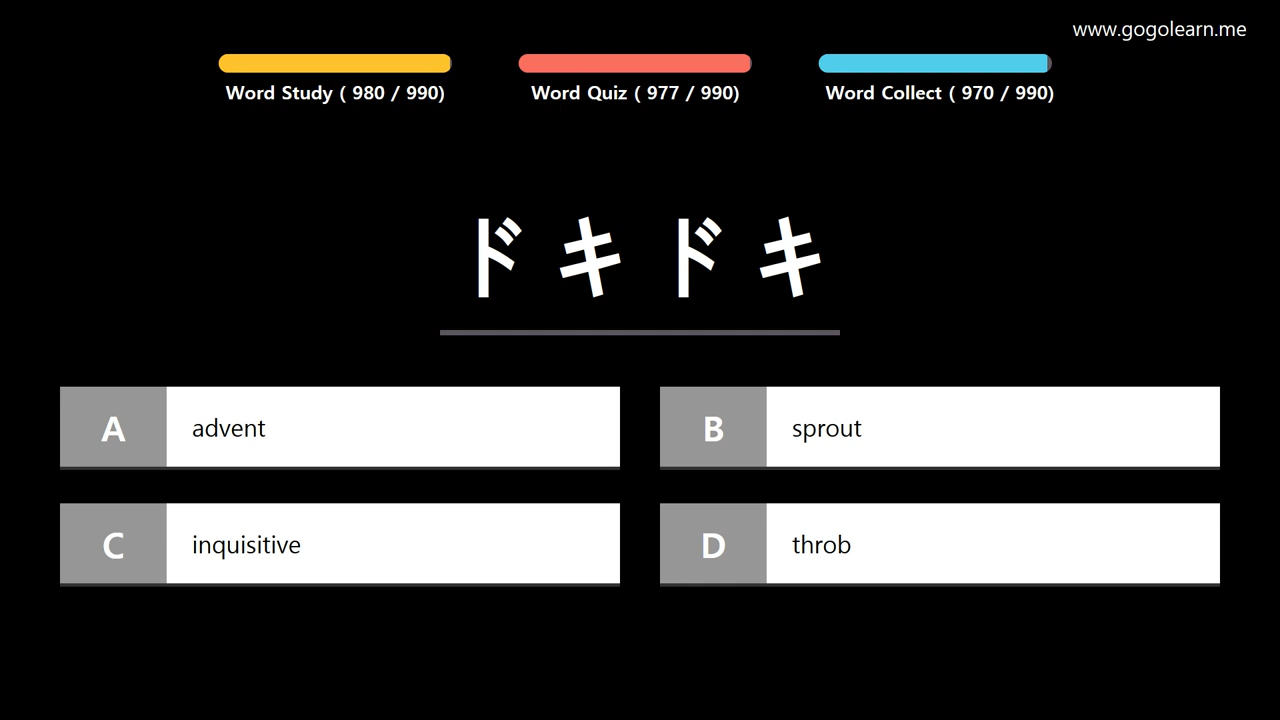 www.gogolearn.me
Word Study ( 980 / 990)
Word Quiz ( 977 / 990)
Word Collect ( 970 / 990)
ドキドキ
A advent
B sprout
C inquisitive
D throb